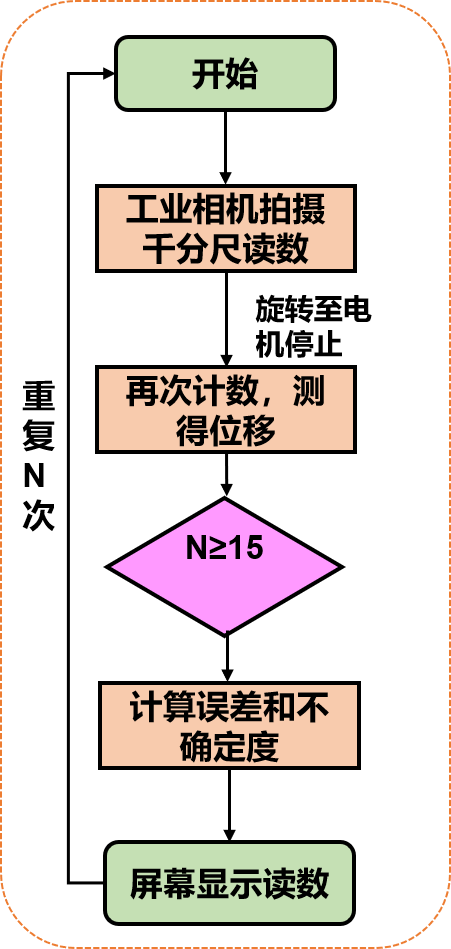 开始
工业相机拍摄
千分尺读数
旋转至电
机停止
再次计数，测
得位移
重
复
N
次
N≥15
计算误差和不
确定度
屏幕显示读数